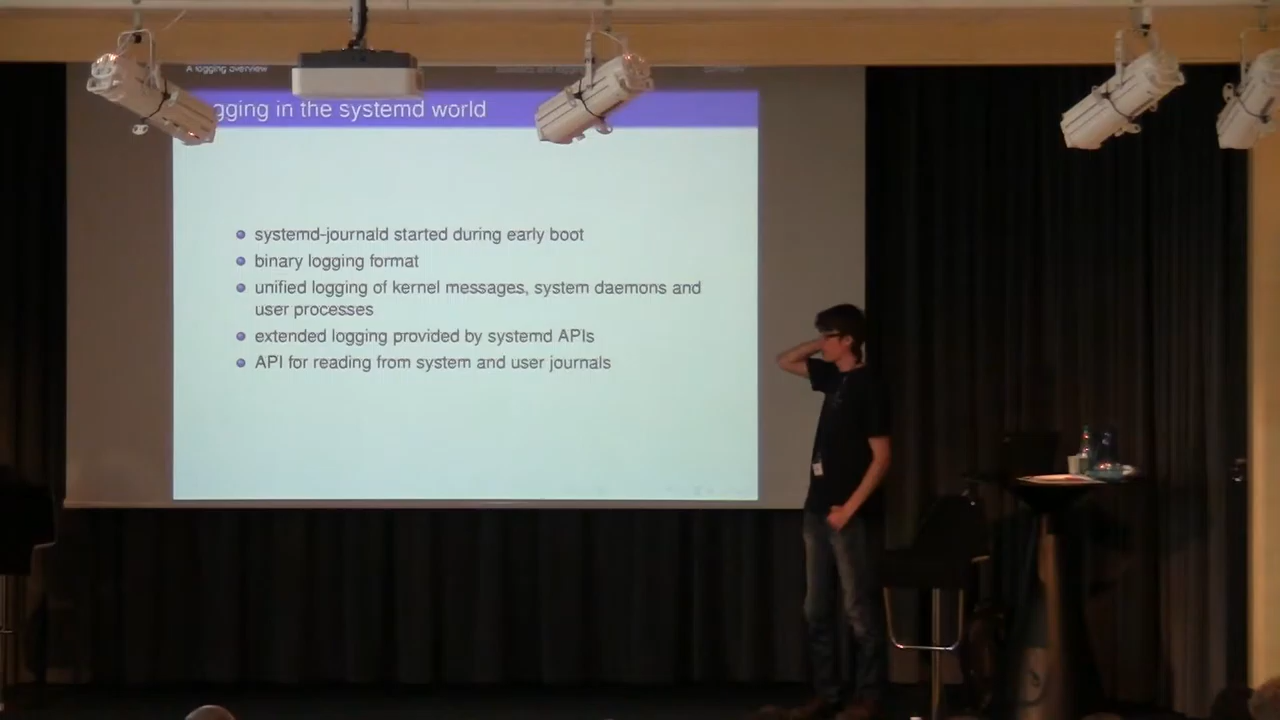 A logging overview
gging in the systemd world
systemd-journald started during early boot
binary logging format
unified logging of kernel messages, system daemons and
user processes
extended logging provided by systemd APIs
API for reading from system and user journals